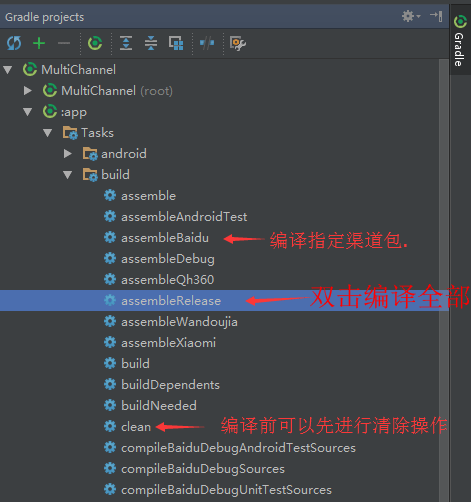 Gradle projects
Gradle
MultiChannel
MultiChannel (root)
:app
Tasks
android
build
assemble
assembleAndroidTest
assembleBaidu 编译指定渠道包.
assembleDebug
assembleQh360
assembleRelease 双击编译全部
assembleWandoujia
assembleXiaomi
build
buildDependents
buildNeeded
clean 编译前可以先进行清除操作
compileBaiduDebugAndroidTestSources
compileBaiduDebugSources
compileBaiduDebugUnitTestSources